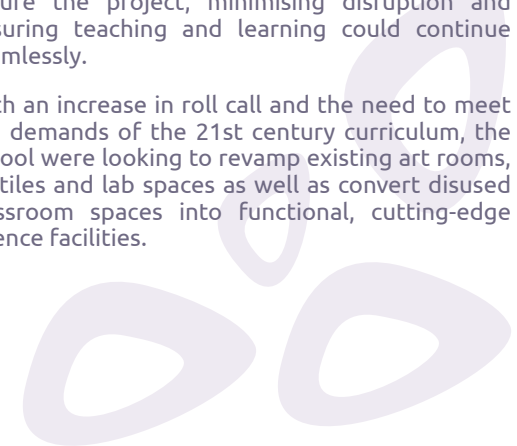 ure the project, minimising disruption and
suring teaching and learning could continue
mlessly.
th an increase in roll call and the need to meet
demands of the 21st century curriculum, the
ool were looking to revamp existing art rooms,
tiles and lab spaces as well as convert disused
ssroom spaces into functional, cutting-edge
ence facilities.